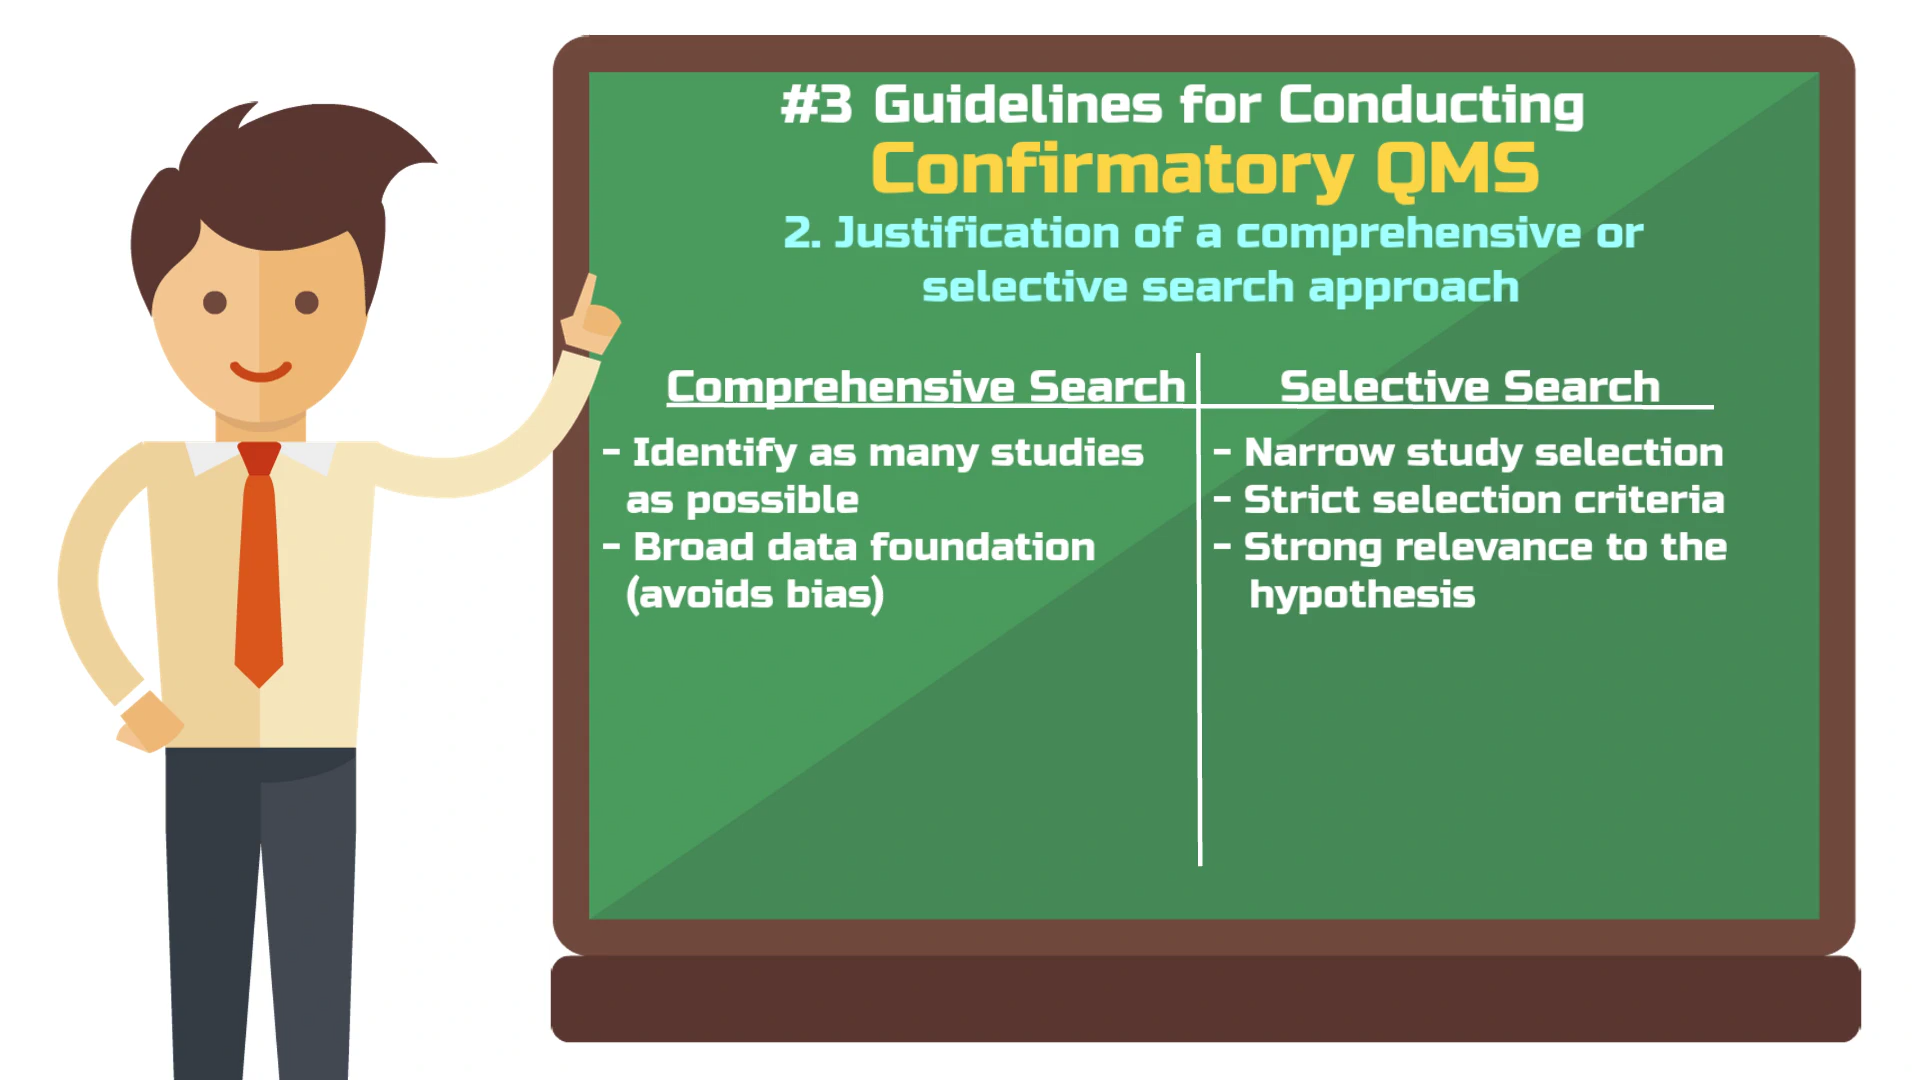 #3 Guidelines for Conducting
Confirmatory QMS
2. Justification of a comprehensive or
selective search approach
Comprehensive Search
- Identify as many studies
as possible
- Broad data foundation
(avoids bias)
Selective Search
- Narrow study selection
- Strict selection criteria
- Strong relevance to the
hypothesis